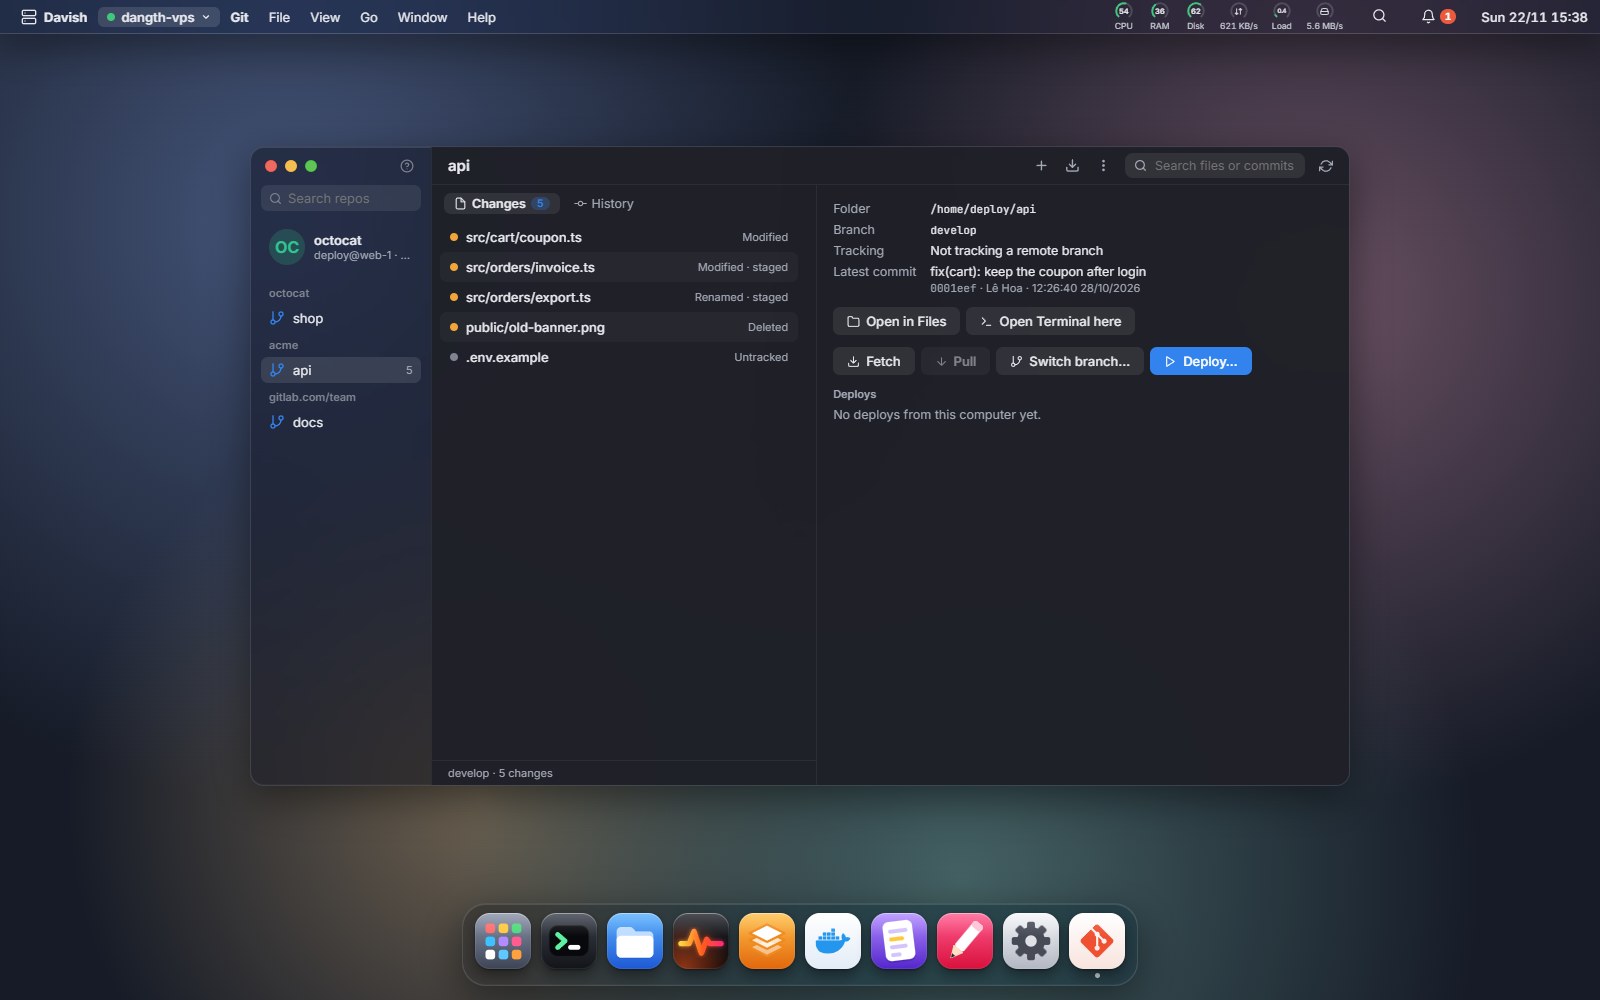 Davish dangth-vps Git File View Go Window Help
54 CPU 36 RAM 62 Disk 621 KB/s 0.4 Load 5.6 MB/s 1 Sun 22/11 15:38
Search repos
OC octocat
deploy@web-1 · ...
octocat
shop
acme
api 5
gitlab.com/team
docs
api
Search files or commits
Changes 5 History
src/cart/coupon.ts Modified
src/orders/invoice.ts Modified · staged
src/orders/export.ts Renamed · staged
public/old-banner.png Deleted
.env.example Untracked
develop · 5 changes
Folder /home/deploy/api
Branch develop
Tracking Not tracking a remote branch
Latest commit fix(cart): keep the coupon after login
0001eef · Lê Hoa · 12:26:40 28/10/2026
Open in Files Open Terminal here
Fetch Pull Switch branch... Deploy...
Deploys
No deploys from this computer yet.